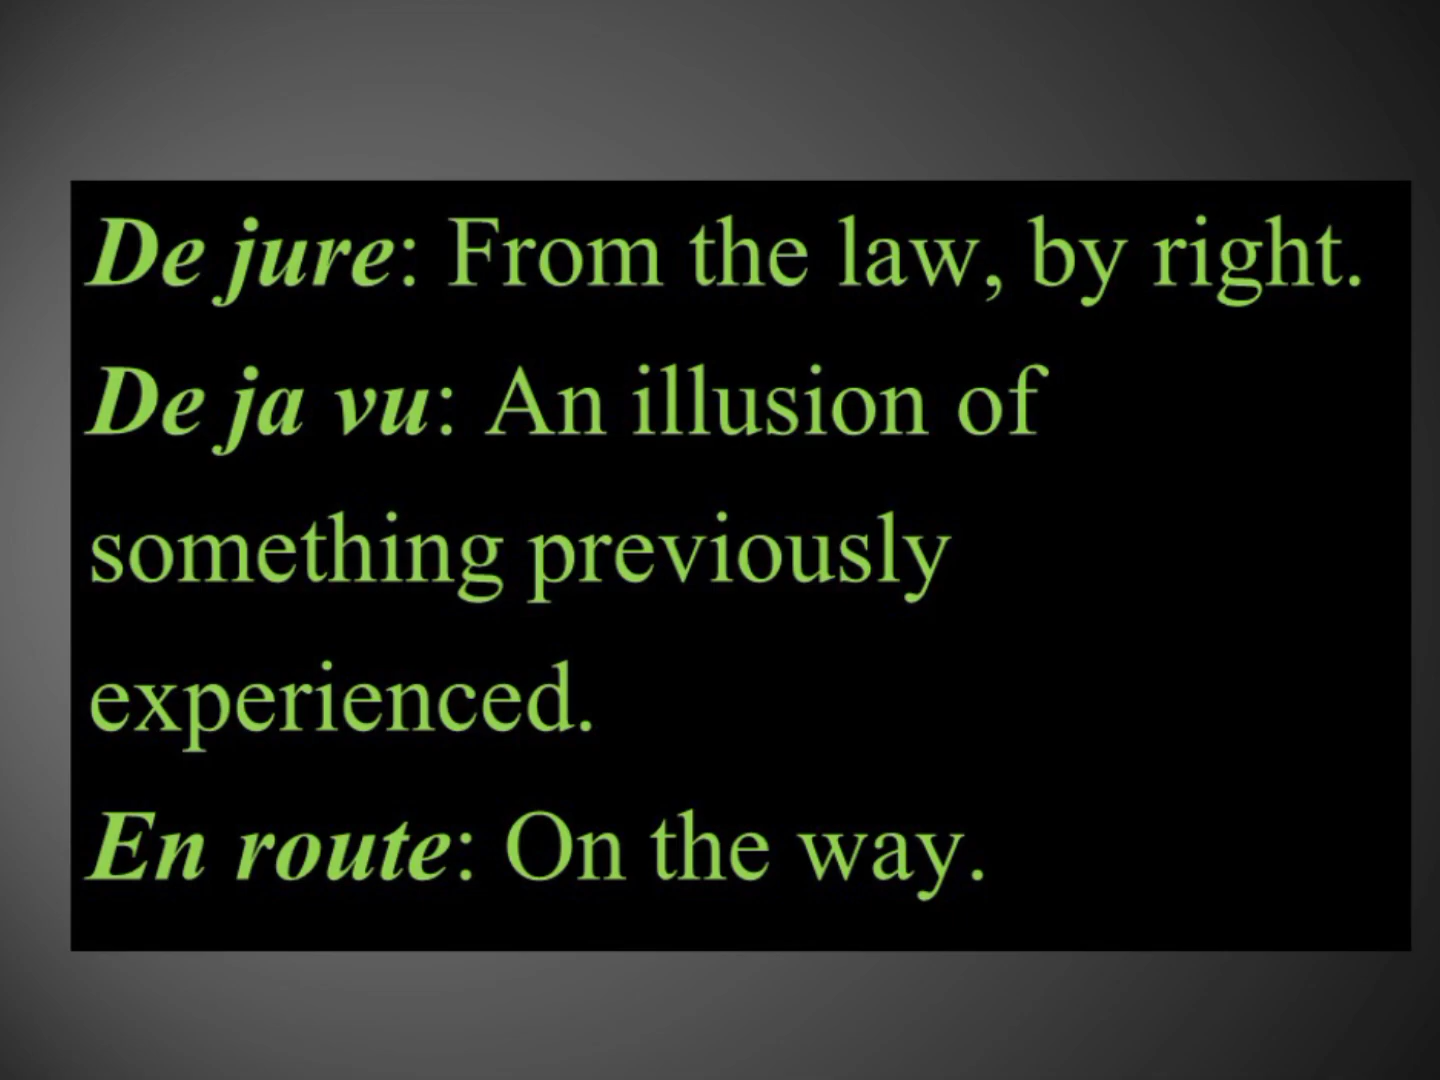 De jure: From the law, by right.
De ja vu: An illusion of
something previously
experienced.
En route: On the way.